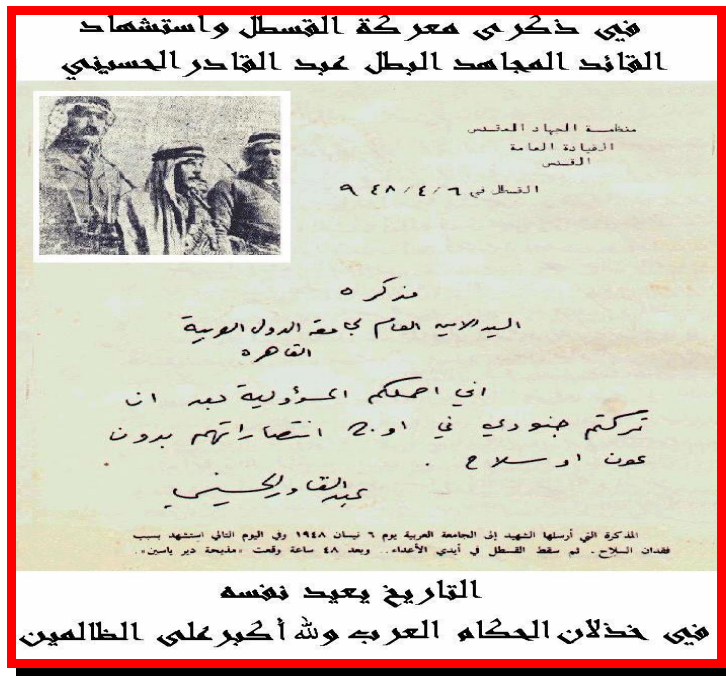 في ذكرى معركة القسطل واستشهاد
القائد المجاهد البطل عبد القادر الحسيني
منظمة الجهاد المقدس
القيادة العامة
القدس
القسطل في ٦/٤/٩٤٨
مذكرة
السيد الامين العام لجامعة الدول العربية
القاهرة
اني احملكم المسؤولية بعد ان
تركتم جنودي في اوج انتصاراتهم بدون
عون او سلاح .
عبد القادر الحسيني
المذكرة التي أرسلها الشهيد إلى الجامعة العربية يوم ٦ نيسان ١٩٤٨ وفي اليوم التالي استشهد بسبب
فقدان السلاح. ثم سقط القسطل في أيدي الأعداء.. وبعد ٤٨ ساعة وقعت «مذبحة دير ياسين».
التاريخ يعيد نفسه
في خذلان الحكام العرب ولله أكبر على الظالمين